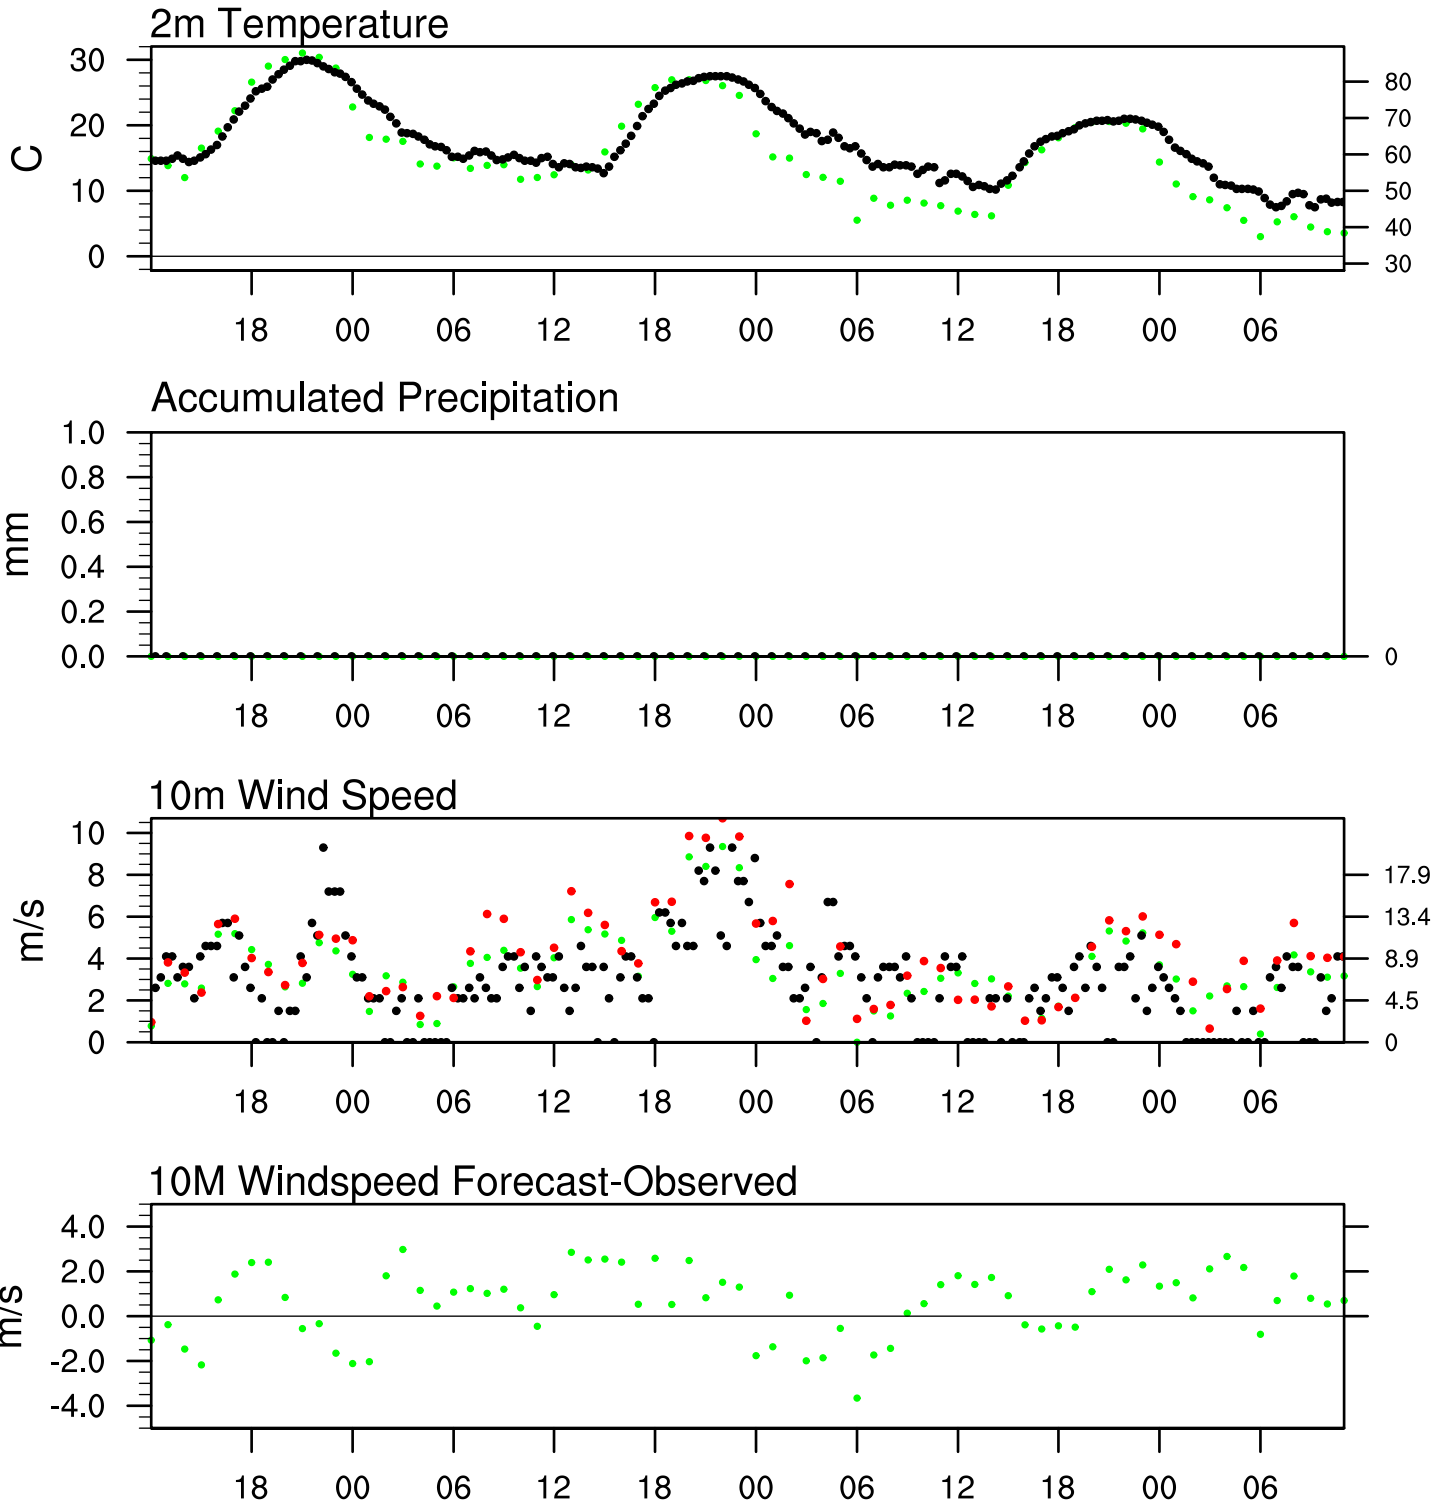 2m Temperature
30
20
10
0
C
80
70
60
50
40
30
18 00 06 12 18 00 06 12 18 00 06
Accumulated Precipitation
1.0
0.8
0.6
0.4
0.2
0.0
mm
0
18 00 06 12 18 00 06 12 18 00 06
10m Wind Speed
10
8
6
4
2
0
m/s
17.9
13.4
8.9
4.5
0
18 00 06 12 18 00 06 12 18 00 06
10M Windspeed Forecast-Observed
4.0
2.0
0.0
-2.0
-4.0
m/s
18 00 06 12 18 00 06 12 18 00 06